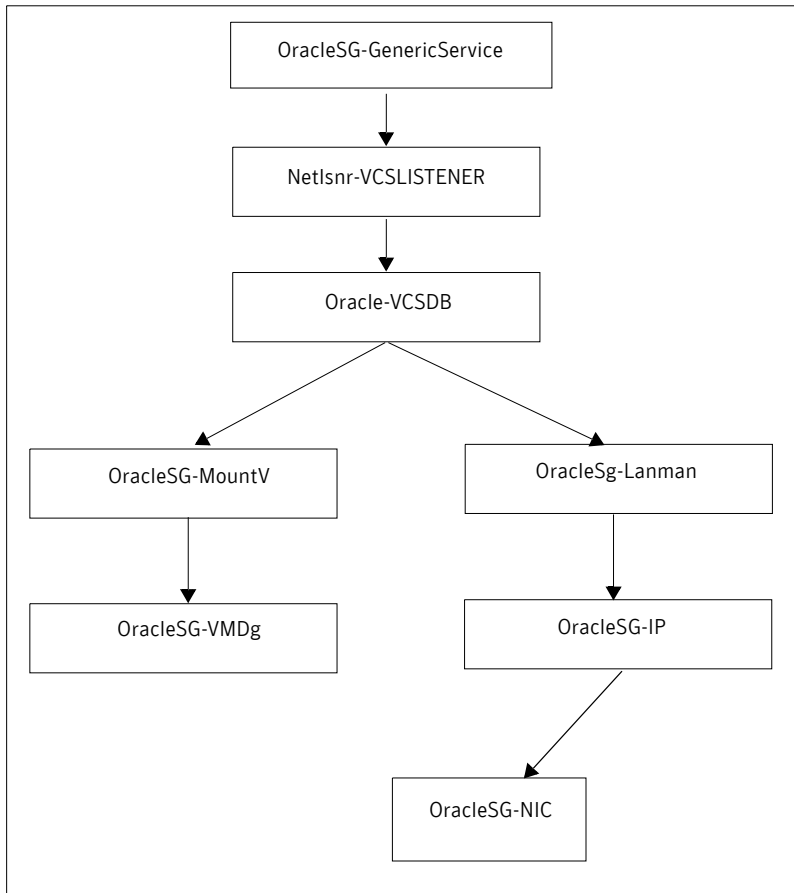 OracleSG-GenericService
Netlsnr-VCSLISTENER
Oracle-VCSDB
OracleSG-MountV
OracleSg-Lanman
OracleSG-VMDg
OracleSG-IP
OracleSG-NIC